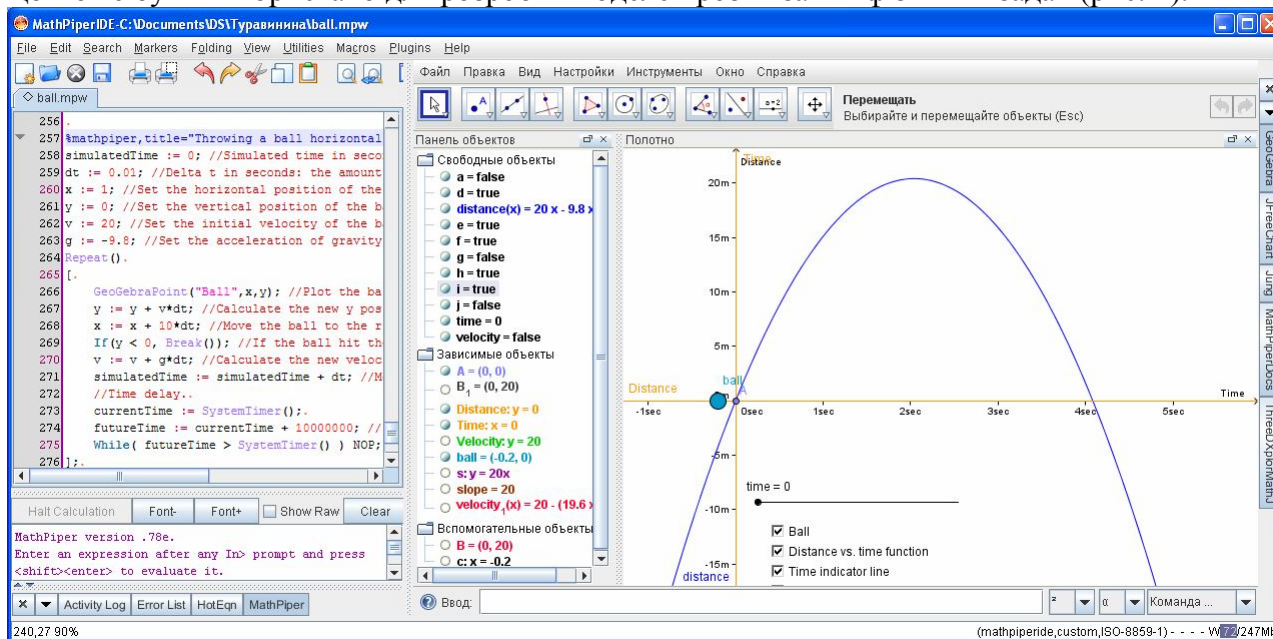 MathPiperIDE-C:\Documents\DS\Туравинина\ball.mpw
File Edit Search Markers Folding View Utilities Macros Plugins Help
ball.mpw
256 .
257 %mathpiper,title="Throwing a ball horizontal
258 simulatedTime := 0; //Simulated time in seco
259 dt := 0.01; //Delta t in seconds: the amount
260 x := 1; //Set the horizontal position of the
261 y := 0; //Set the vertical position of the b
262 v := 20; //Set the initial velocity of the b
263 g := -9.8; //Set the acceleration of gravity
264 Repeat().
265 [.
266 GeoGebraPoint("Ball",x,y); //Plot the ba
267 y := y + v*dt; //Calculate the new y pos
268 x := x + 10*dt; //Move the ball to the r
269 If(y < 0, Break()); //If the ball hit th
270 v := v + g*dt; //Calculate the new veloc
271 simulatedTime := simulatedTime + dt; //M
272 //Time delay..
273 currentTime := SystemTimer();.
274 futureTime := currentTime + 10000000; //
275 While( futureTime > SystemTimer() ) NOP;
276 ];.
Halt Calculation Font- Font+ Show Raw Clear
MathPiper version .78e.
Enter an expression after any In> prompt and press
<shift><enter> to evaluate it.
Activity Log Error List HotEqn MathPiper
240,27 90%
Файл Правка Вид Настройки Инструменты Окно Справка
A
a=2
Перемещать
Выбирайте и перемещайте объекты (Esc)
Панель объектов
Свободные объекты
a = false
d = true
distance(x) = 20 x - 9.8 x
e = true
f = true
g = false
h = true
i = true
j = false
time = 0
velocity = false
Зависимые объекты
A = (0, 0)
B1 = (0, 20)
Distance: y = 0
Time: x = 0
Velocity: y = 20
ball = (-0.2, 0)
s: y = 20x
slope = 20
velocity1(x) = 20 - (19.6 x
Вспомогательные объекты
B = (0, 20)
c: x = -0.2
Полотно
Time
Distance
20m
15m
10m
5m
ball
A
Distance
Time
-1sec 0sec 1sec 2sec 3sec 4sec 5sec
-5m
time = 0
-10m
Ball
Distance vs. time function
-15m
Time indicator line
distance
Ввод:
² α Команда ...
GeoGebra
JFreeChart
Jung
MathPiperDocs
ThreeDXplorMathJ
(mathpiperide,custom,ISO-8859-1) - - - - W 72/247MB